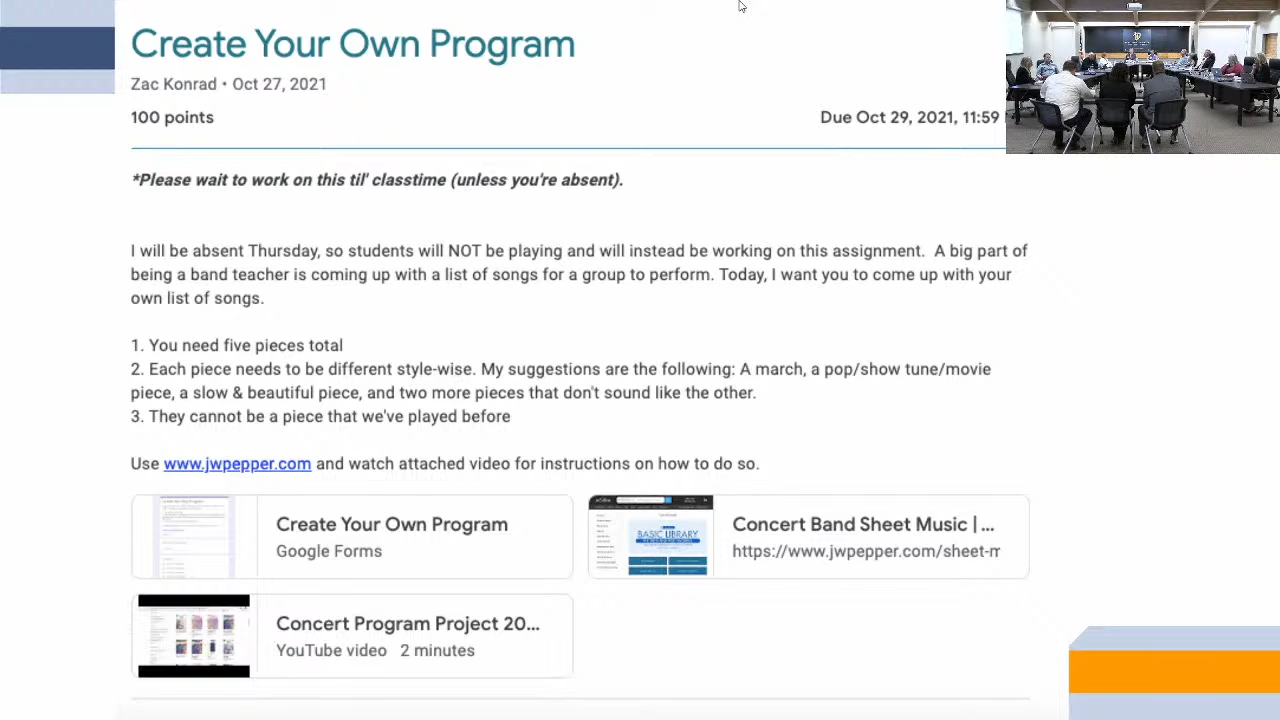 Create Your Own Program
Zac Konrad • Oct 27, 2021
100 points
Due Oct 29, 2021, 11:59
*Please wait to work on this til' classtime (unless you're absent).
I will be absent Thursday, so students will NOT be playing and will instead be working on this assignment.  A big part of
being a band teacher is coming up with a list of songs for a group to perform. Today, I want you to come up with your
own list of songs.
1. You need five pieces total
2. Each piece needs to be different style-wise. My suggestions are the following: A march, a pop/show tune/movie
piece, a slow & beautiful piece, and two more pieces that don't sound like the other.
3. They cannot be a piece that we've played before
Use www.jwpepper.com and watch attached video for instructions on how to do so.
Create Your Own Program
Google Forms
BASIC LIBRARY
Concert Band Sheet Music | ...
https://www.jwpepper.com/sheet-m
Concert Program Project 20...
YouTube video 2 minutes